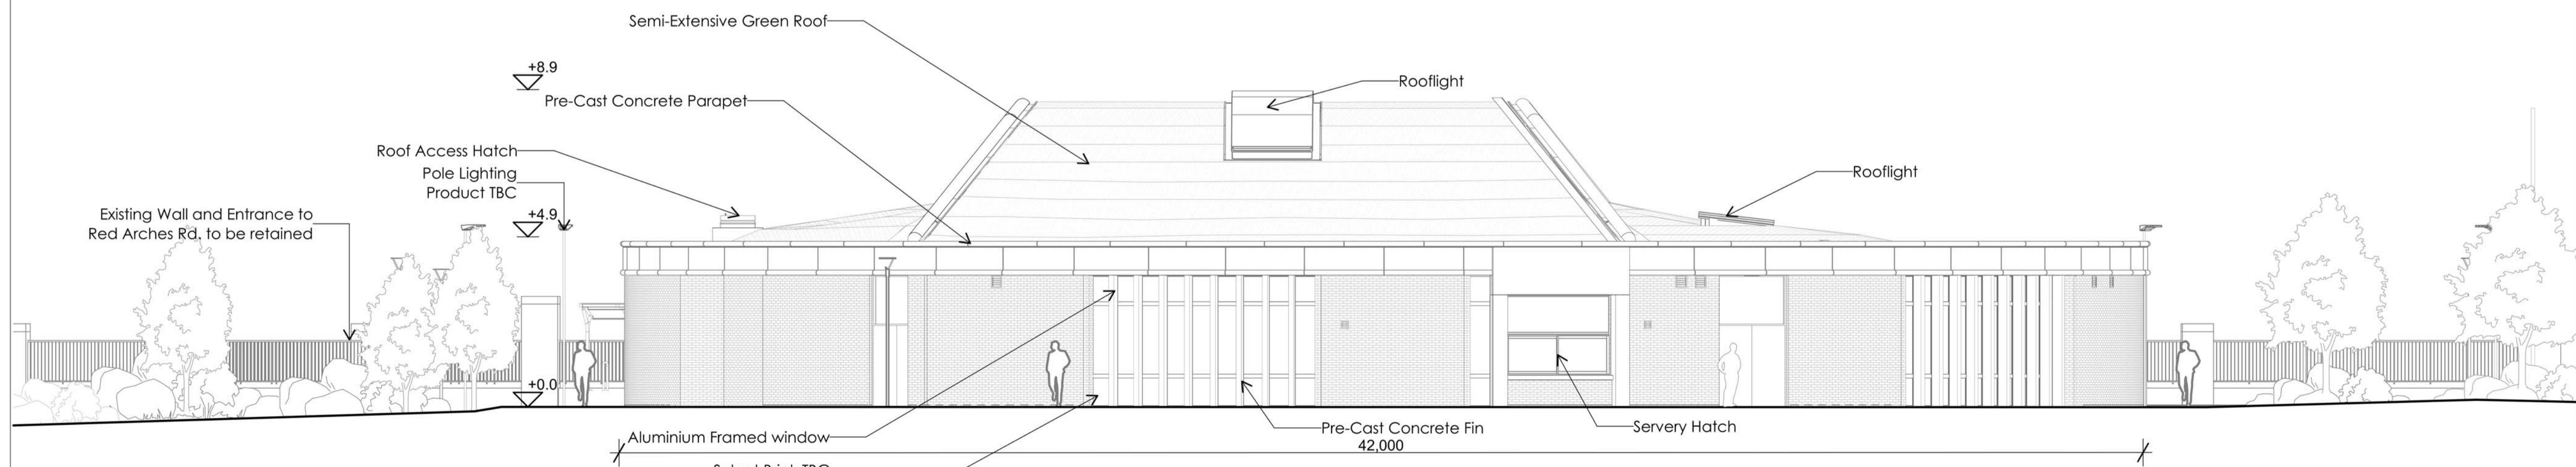 Semi-Extensive Green Roof
+8.9
Rooflight
Pre-Cast Concrete Parapet
Roof Access Hatch
Pole Lighting
Product TBC
Rooflight
Existing Wall and Entrance to
Red Arches Rd. to be retained
+4.9
+0.0
Aluminium Framed window
Pre-Cast Concrete Fin
Servery Hatch
42,000
TBC